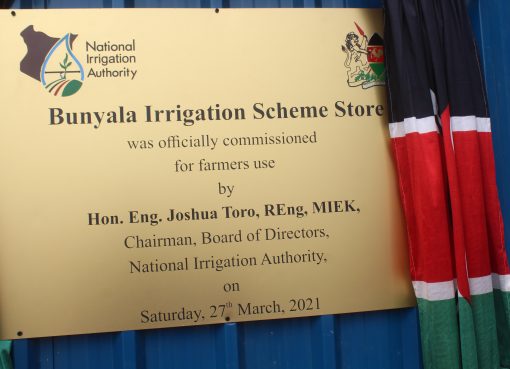 National
Irrigation
Authority
Bunyala Irrigation Scheme Store
was officially commissioned
for farmers use
by
Hon. Eng. Joshua Toro, REng, MIEK,
Chairman, Board of Directors,
National Irrigation Authority,
on
Saturday, 27th March, 2021